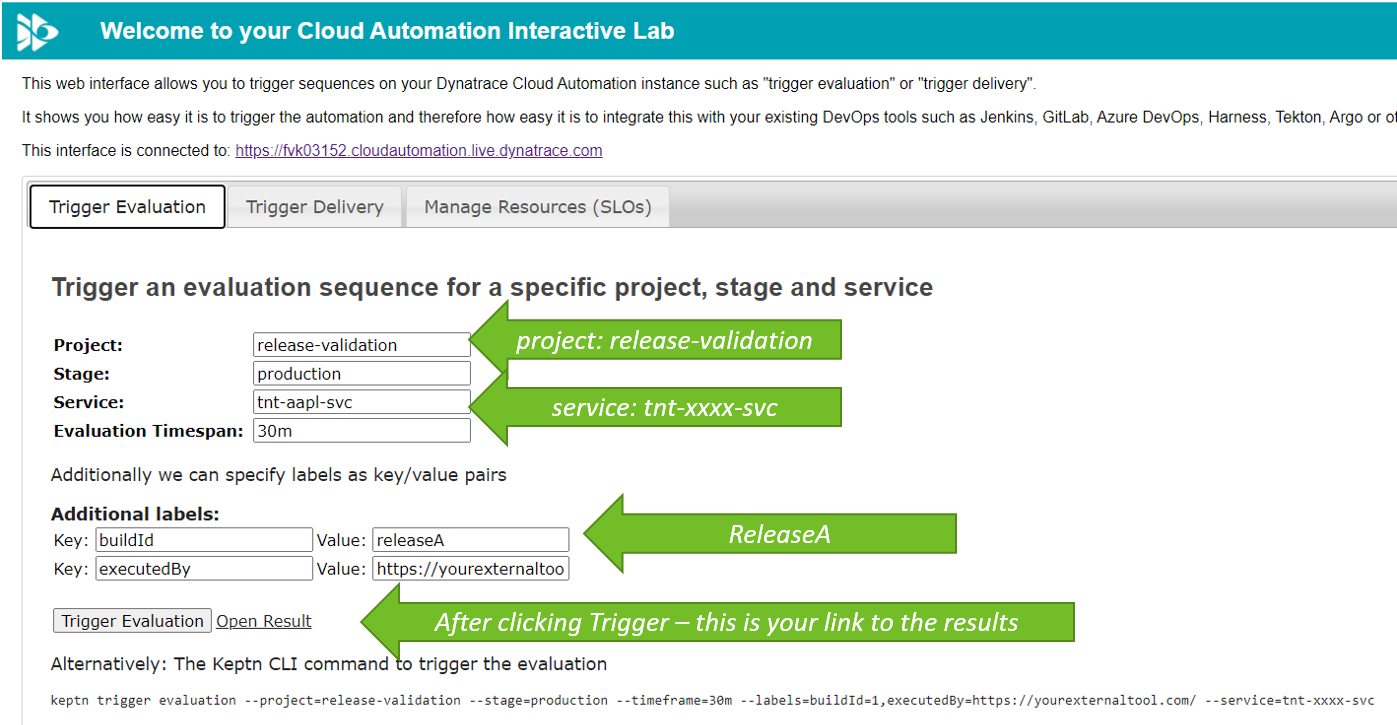 Welcome to your Cloud Automation Interactive Lab
This web interface allows you to trigger sequences on your Dynatrace Cloud Automation instance such as "trigger evaluation" or "trigger delivery".
It shows you how easy it is to trigger the automation and therefore how easy it is to integrate this with your existing DevOps tools such as Jenkins, GitLab, Azure DevOps, Harness, Tekton, Argo or
This interface is connected to: https://fvk03152.cloudautomation.live.dynatrace.com
Trigger Evaluation Trigger Delivery Manage Resources (SLOs)
Trigger an evaluation sequence for a specific project, stage and service
Project: release-validation project: release-validation
Stage: production
Service: tnt-aapl-svc service: tnt-xxxx-svc
Evaluation Timespan: 30m
Additionally we can specify labels as key/value pairs
Additional labels:
Key: buildId Value: releaseA ReleaseA
Key: executedBy Value: https://yourexternaltoo
Trigger Evaluation Open Result After clicking Trigger – this is your link to the results
Alternatively: The Keptn CLI command to trigger the evaluation
keptn trigger evaluation --project=release-validation --stage=production --timeframe=30m --labels=buildId=1,executedBy=https://yourexternaltool.com/ --service=tnt-xxxx-svc